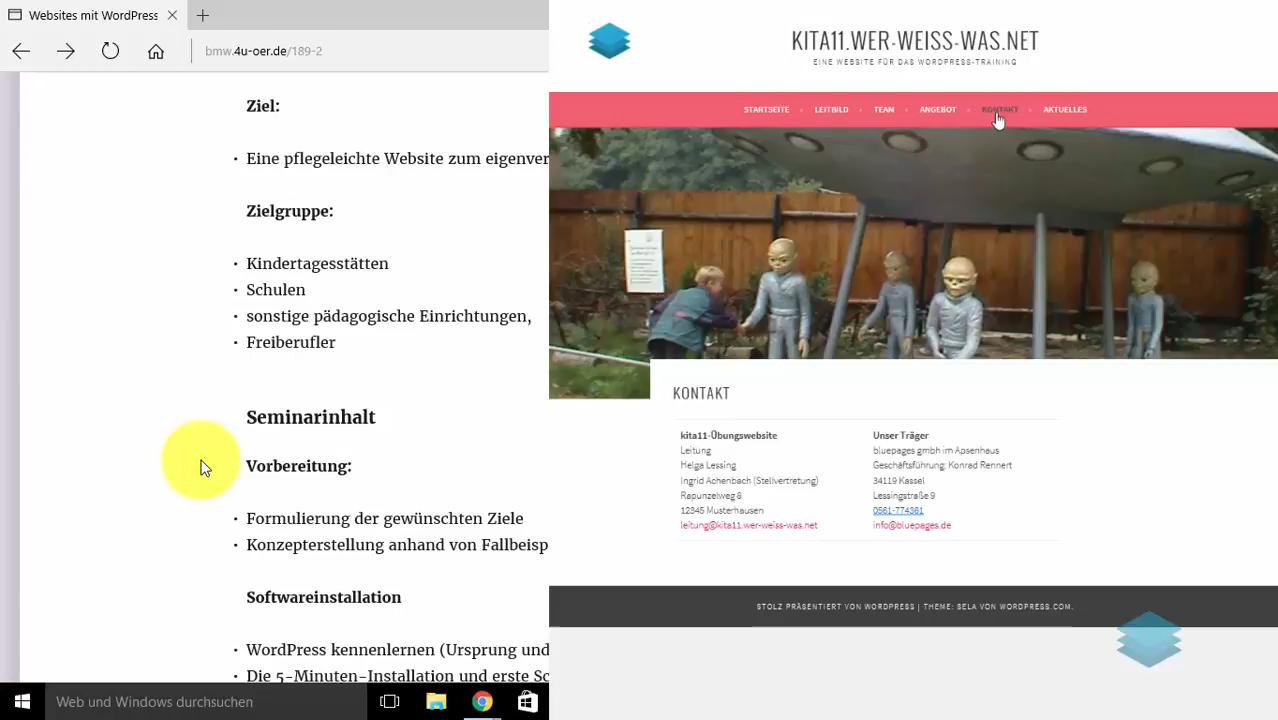 Website mit WordPress
bmw.4u-oer.de/189-2
Ziel:
• Eine pflegeleichte Website zum eigenver
Zielgruppe:
• Kindertagesstätten
• Schulen
• sonstige pädagogische Einrichtungen,
• Freiberufler
Seminarinhalt
Vorbereitung:
• Formulierung der gewünschten Ziele
• Konzepterstellung anhand von Fallbeisp
Softwareinstallation
• WordPress kennenlernen (Ursprung und
• Die 5-Minuten-Installation und erste Sc
Web und Windows durchsuchen
KITA11.WER-WEISS-WAS.NET
EINE WEBSITE FÜR DAS WORDPRESS-TRAINING
STARTSEITE • LEITBILD • TEAM • ANGEBOT • KONTAKT • AKTUELLES
KONTAKT
kita11-Übungswebsite
Leitung
Helga Lessing
Ingrid Achenbach (Stellvertretung)
Rapunzelweg 8
12345 Musterhausen
leitung@kita11.wer-weiss-was.net
Unser Träger
bluepages gmbh im Apsenhaus
Geschäftsführung: Konrad Rennert
34119 Kassel
Lessingstraße 9
0561-774361
info@bluepages.de
STOLZ PRÄSENTIERT VON WORDPRESS | THEME: SELA VON WORDPRESS.COM.